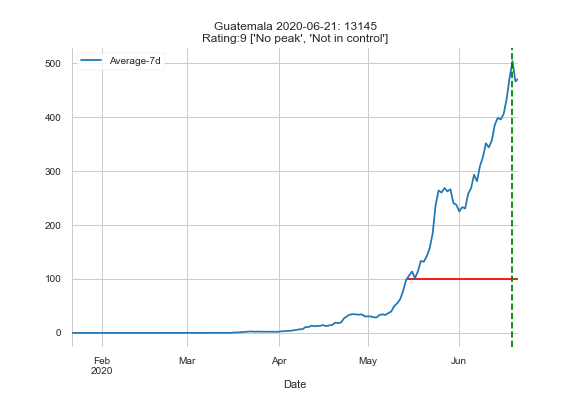 Guatemala 2020-06-21: 13145
Rating:9 ['No peak', 'Not in control']
Average-7d
500
400
300
200
100
0
Feb
2020
Mar
Apr
May
Jun
Date